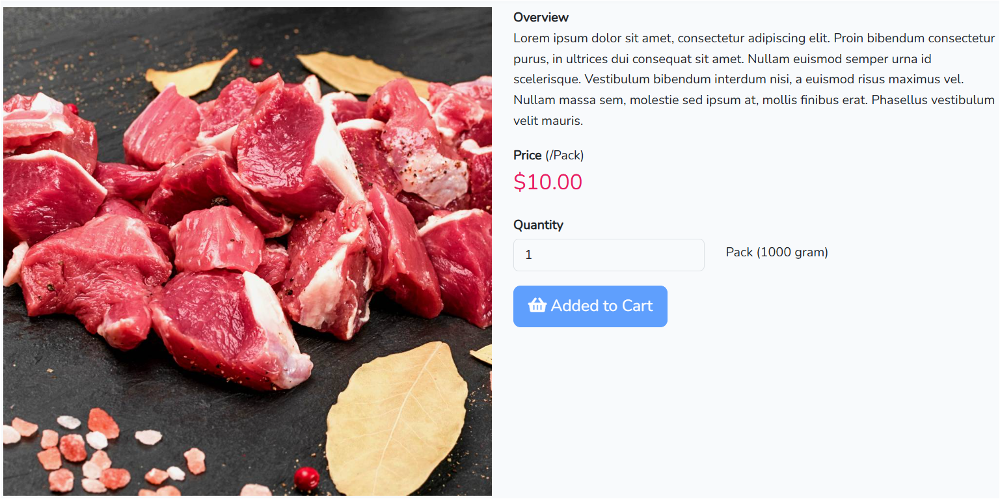 Overview
Lorem ipsum dolor sit amet, consectetur adipiscing elit. Proin bibendum consectetur
purus, in ultrices dui consequat sit amet. Nullam euismod semper urna id
scelerisque. Vestibulum bibendum interdum nisi, a euismod risus maximus vel.
Nullam massa sem, molestie sed ipsum at, mollis finibus erat. Phasellus vestibulum
velit mauris.
Price (/Pack)
$10.00
Quantity
1 Pack (1000 gram)
Added to Cart